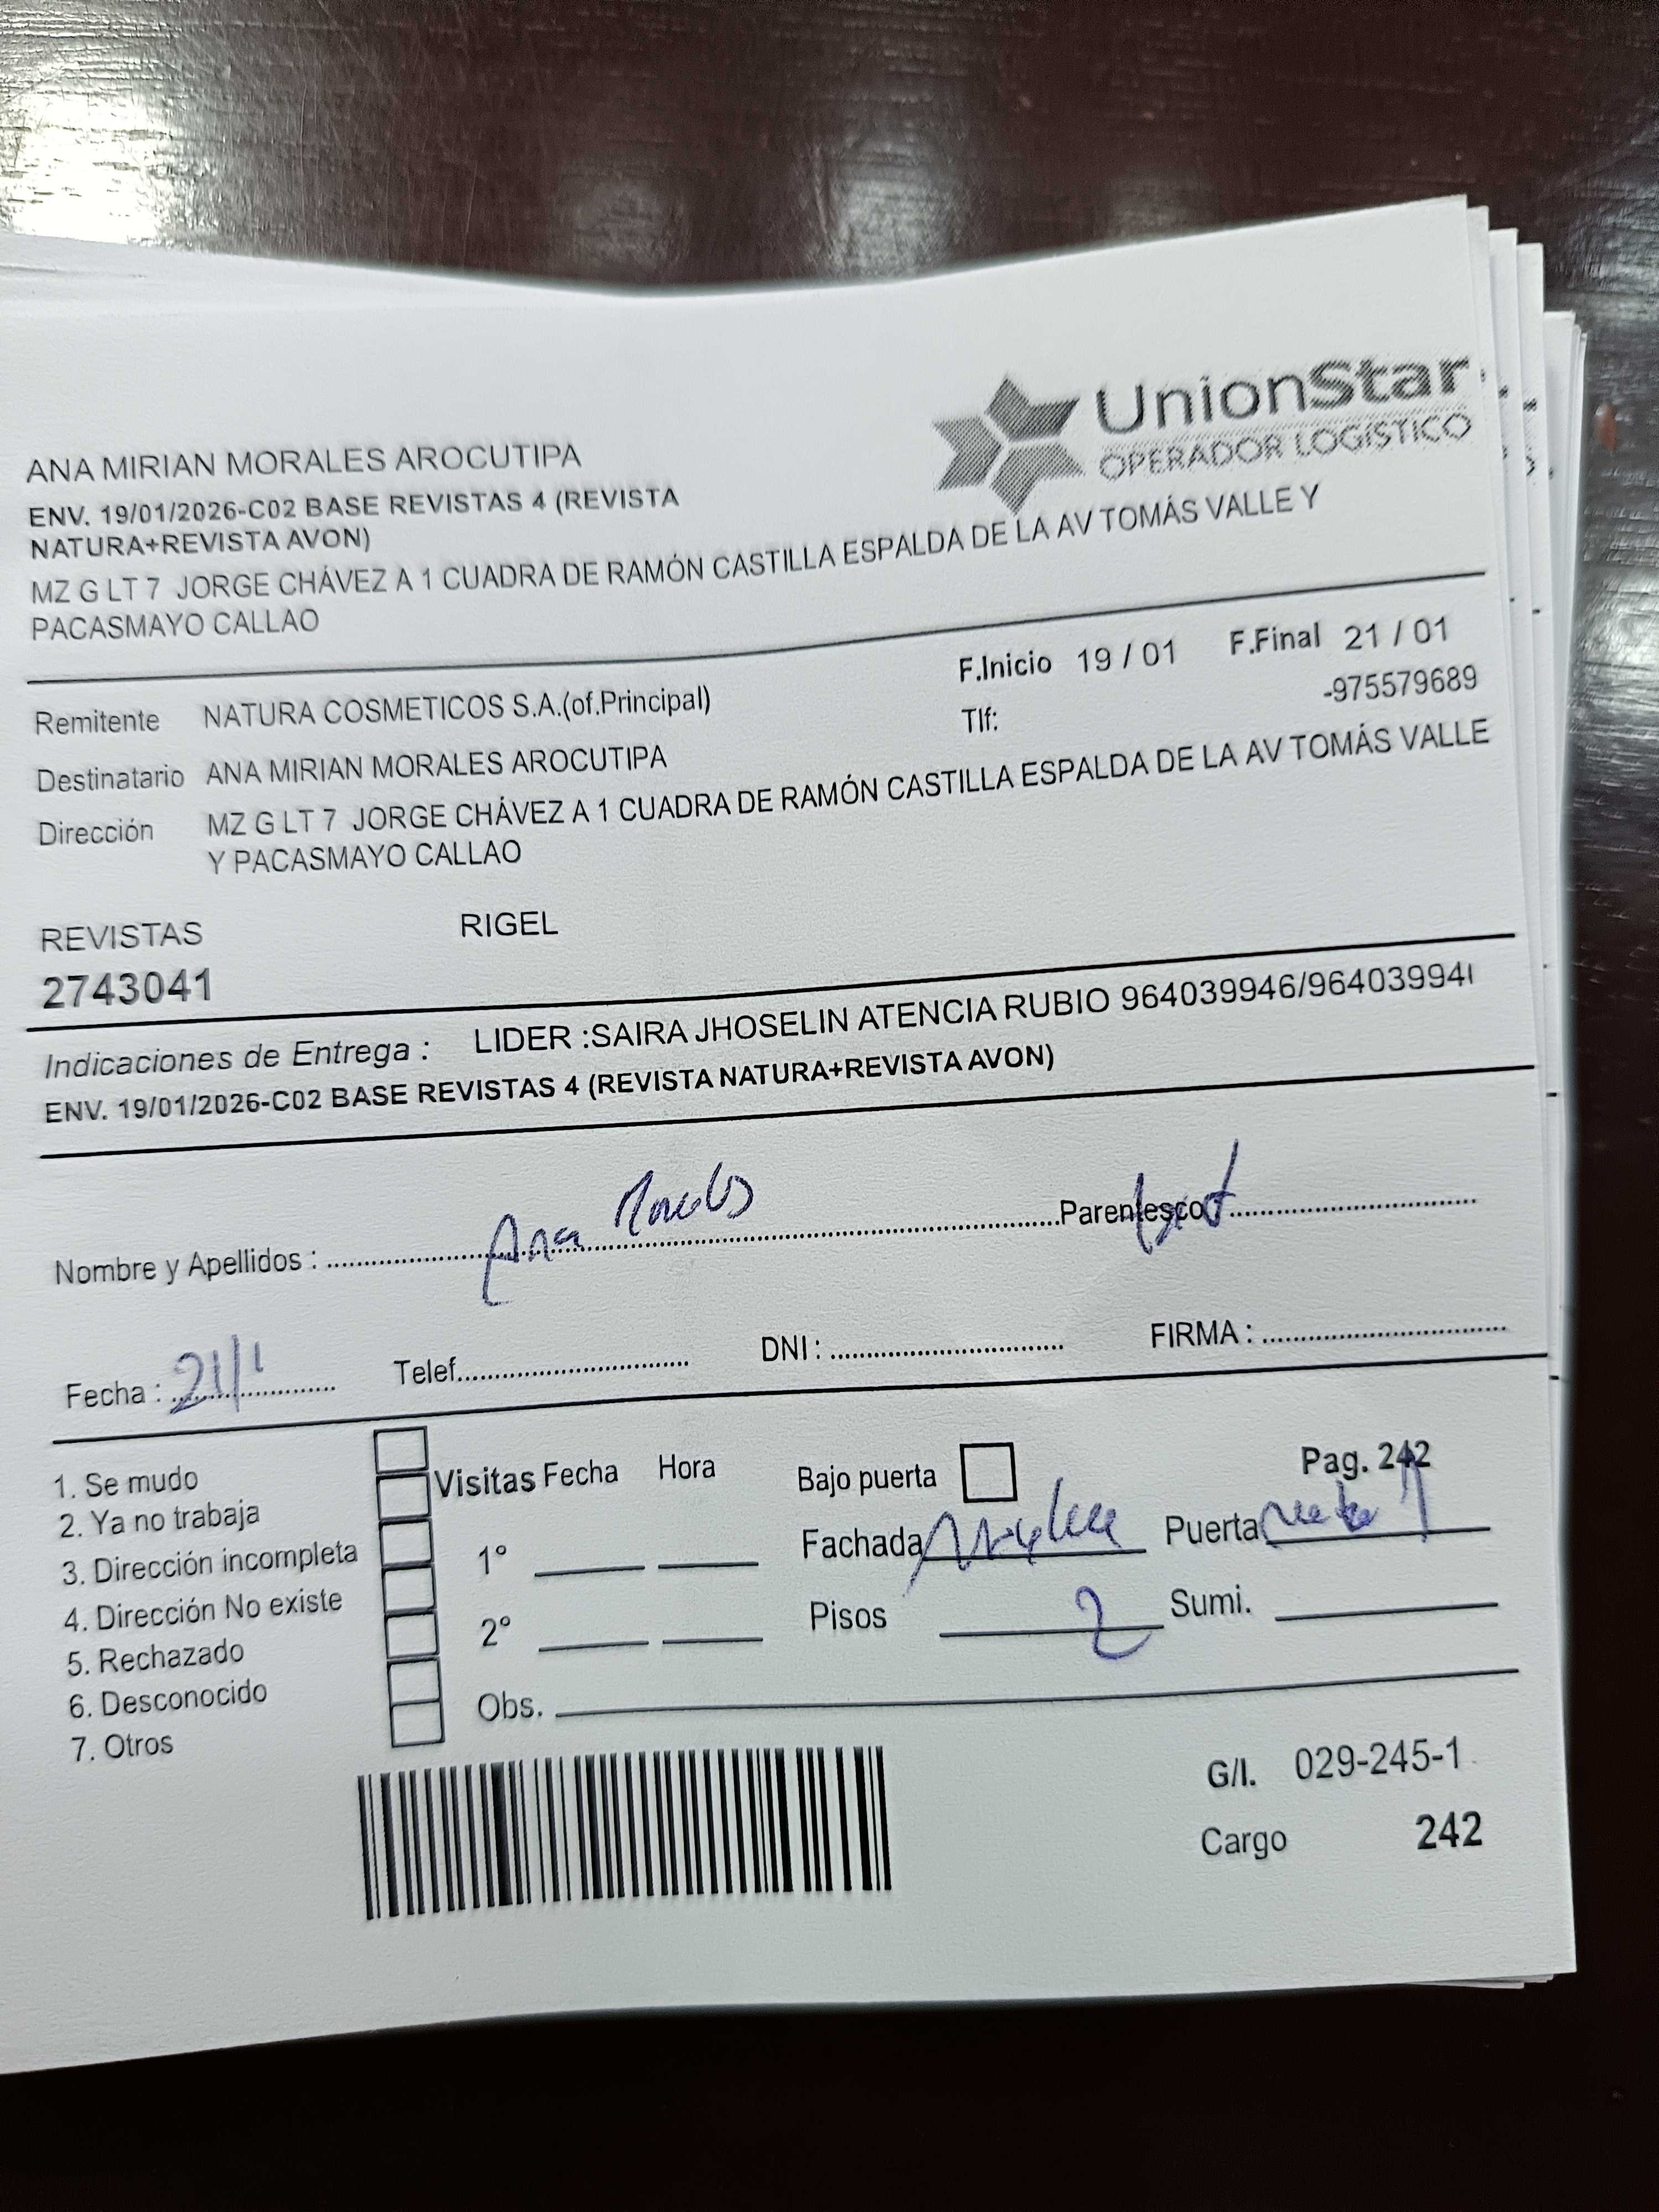 UnionStar
OPERADOR LOGÍSTICO
ANA MIRIAN MORALES AROCUTIPA
ENV. 19/01/2026-C02 BASE REVISTAS 4 (REVISTA
NATURA+REVISTA AVON)
MZ G LT 7 JORGE CHÁVEZ A 1 CUADRA DE RAMÓN CASTILLA ESPALDA DE LA AV TOMÁS VALLE Y
PACASMAYO CALLAO
F.Inicio 19 / 01 F.Final 21 / 01
Remitente NATURA COSMETICOS S.A.(of.Principal) Tlf: -975579689
Destinatario ANA MIRIAN MORALES AROCUTIPA
Dirección MZ G LT 7 JORGE CHÁVEZ A 1 CUADRA DE RAMÓN CASTILLA ESPALDA DE LA AV TOMÁS VALLE
Y PACASMAYO CALLAO
REVISTAS RIGEL
2743041
Indicaciones de Entrega : LIDER :SAIRA JHOSELIN ATENCIA RUBIO 964039946/96403994
ENV. 19/01/2026-C02 BASE REVISTAS 4 (REVISTA NATURA+REVISTA AVON)
Nombre y Apellidos : Ana Morales Parentesco
Fecha : 21/1 Telef. DNI : FIRMA :
1. Se mudo
2. Ya no trabaja
3. Dirección incompleta
4. Dirección No existe
5. Rechazado
6. Desconocido
7. Otros
Visitas Fecha Hora
1°
2°
Obs.
Bajo puerta Pag. 242
Fachada Puerta
Pisos 2 Sumi.
G/I. 029-245-1
Cargo 242